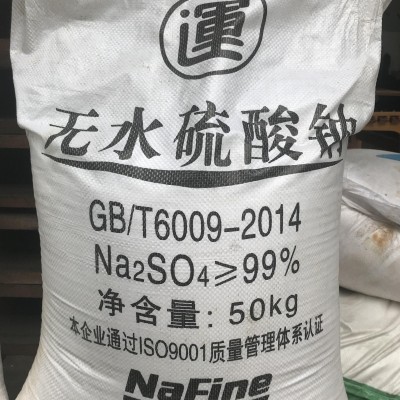 運
无水硫酸钠
GB/T6009-2014
Na2SO4≥99%
净含量:50kg
本企业通过ISO9001质量管理体系认证
NaFine